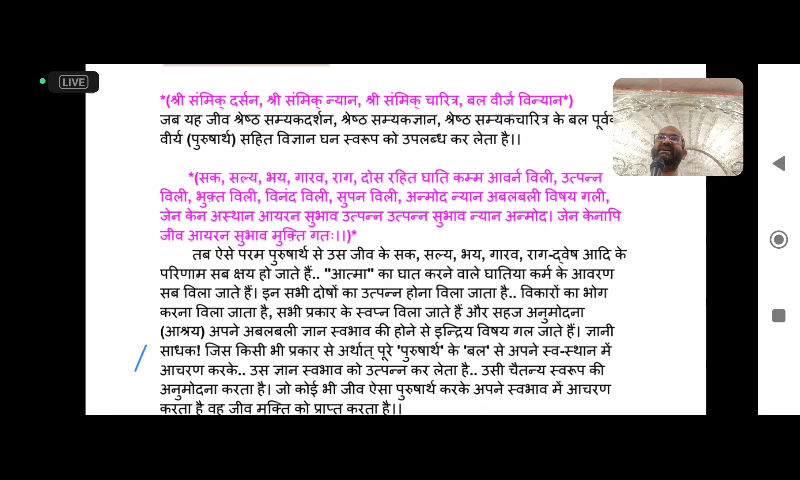 LIVE
*(श्री संमिक् दर्सन, श्री संमिक् न्यान, श्री संमिक् चारित्र, बल वीर्ज विन्यान*)
जब यह जीव श्रेष्ठ सम्यकदर्शन, श्रेष्ठ सम्यकज्ञान, श्रेष्ठ सम्यकचारित्र के बल
वीर्य (पुरुषार्थ) सहित विज्ञान घन स्वरूप को उपलब्ध कर लेता है।।
*(सक, सल्य, भय, गारव, राग, दोस रहित घाति कम्म आवर्न विली, उत्पन्न
विली, भुक्त विली, विनंद विली, सुपन विली, अन्मोद न्यान अबलबली विषय गली,
जेन केन अस्थान आयरन सुभाव उत्पन्न उत्पन्न सुभाव न्यान अन्मोद। जेन केनापि
जीव आयरन सुभाव मुक्ति गतः।।)*
तब ऐसे परम पुरुषार्थ से उस जीव के सक, सल्य, भय, गारव, राग-द्वेष आदि के
परिणाम सब क्षय हो जाते हैं.. "आत्मा" का घात करने वाले घातिया कर्म के आवरण
सब विला जाते हैं। इन सभी दोषों का उत्पन्न होना विला जाता है.. विकारों का भोग
करना विला जाता है, सभी प्रकार के स्वप्न विला जाते हैं और सहज अनुमोदना
(आश्रय) अपने अबलबली ज्ञान स्वभाव की होने से इन्द्रिय विषय गल जाते हैं। ज्ञानी
साधक! जिस किसी भी प्रकार से अर्थात् पूरे 'पुरुषार्थ' के 'बल' से अपने स्व-स्थान में
आचरण करके.. उस ज्ञान स्वभाव को उत्पन्न कर लेता है.. उसी चैतन्य स्वरूप की
अनुमोदना करता है। जो कोई भी जीव ऐसा पुरुषार्थ करके अपने स्वभाव में आचरण
करता है वह जीव मुक्ति को प्राप्त करता है।।